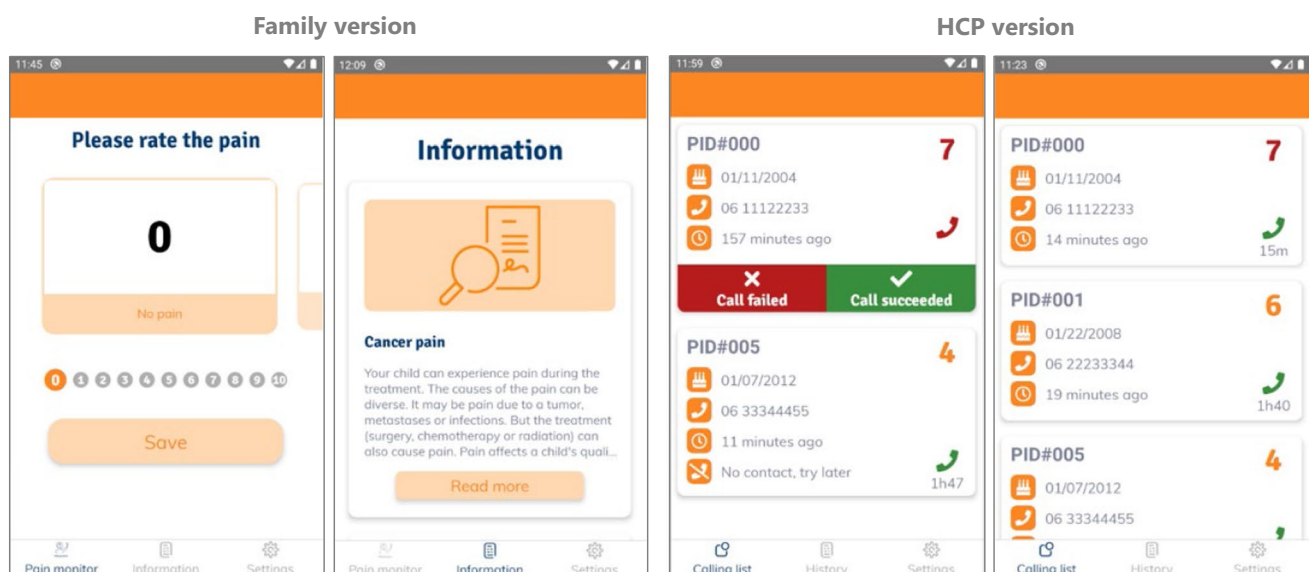 Family version
HCP version
11:45
Please rate the pain
0
No pain
0 1 2 3 4 5 6 7 8 9 10
Save
Pain monitor Information Settings
12:09
Information
Cancer pain
Your child can experience pain during the
treatment. The causes of the pain can be
diverse. It may be pain due to a tumor,
metastases or infections. But the treatment
(surgery, chemotherapy or radiation) can
also cause pain. Pain affects a child's quali...
Read more
Pain monitor Information Settings
11:59
PID#000 7
01/11/2004
06 11122233
157 minutes ago
Call failed Call succeeded
PID#005 4
01/07/2012
06 33344455
11 minutes ago
No contact, try later
1h47
Calling list History Settings
11:23
PID#000 7
01/11/2004
06 11122233
14 minutes ago
15m
PID#001 6
01/22/2008
06 22233344
19 minutes ago
1h40
PID#005 4
01/07/2012
06 33344455
Calling list History Settings